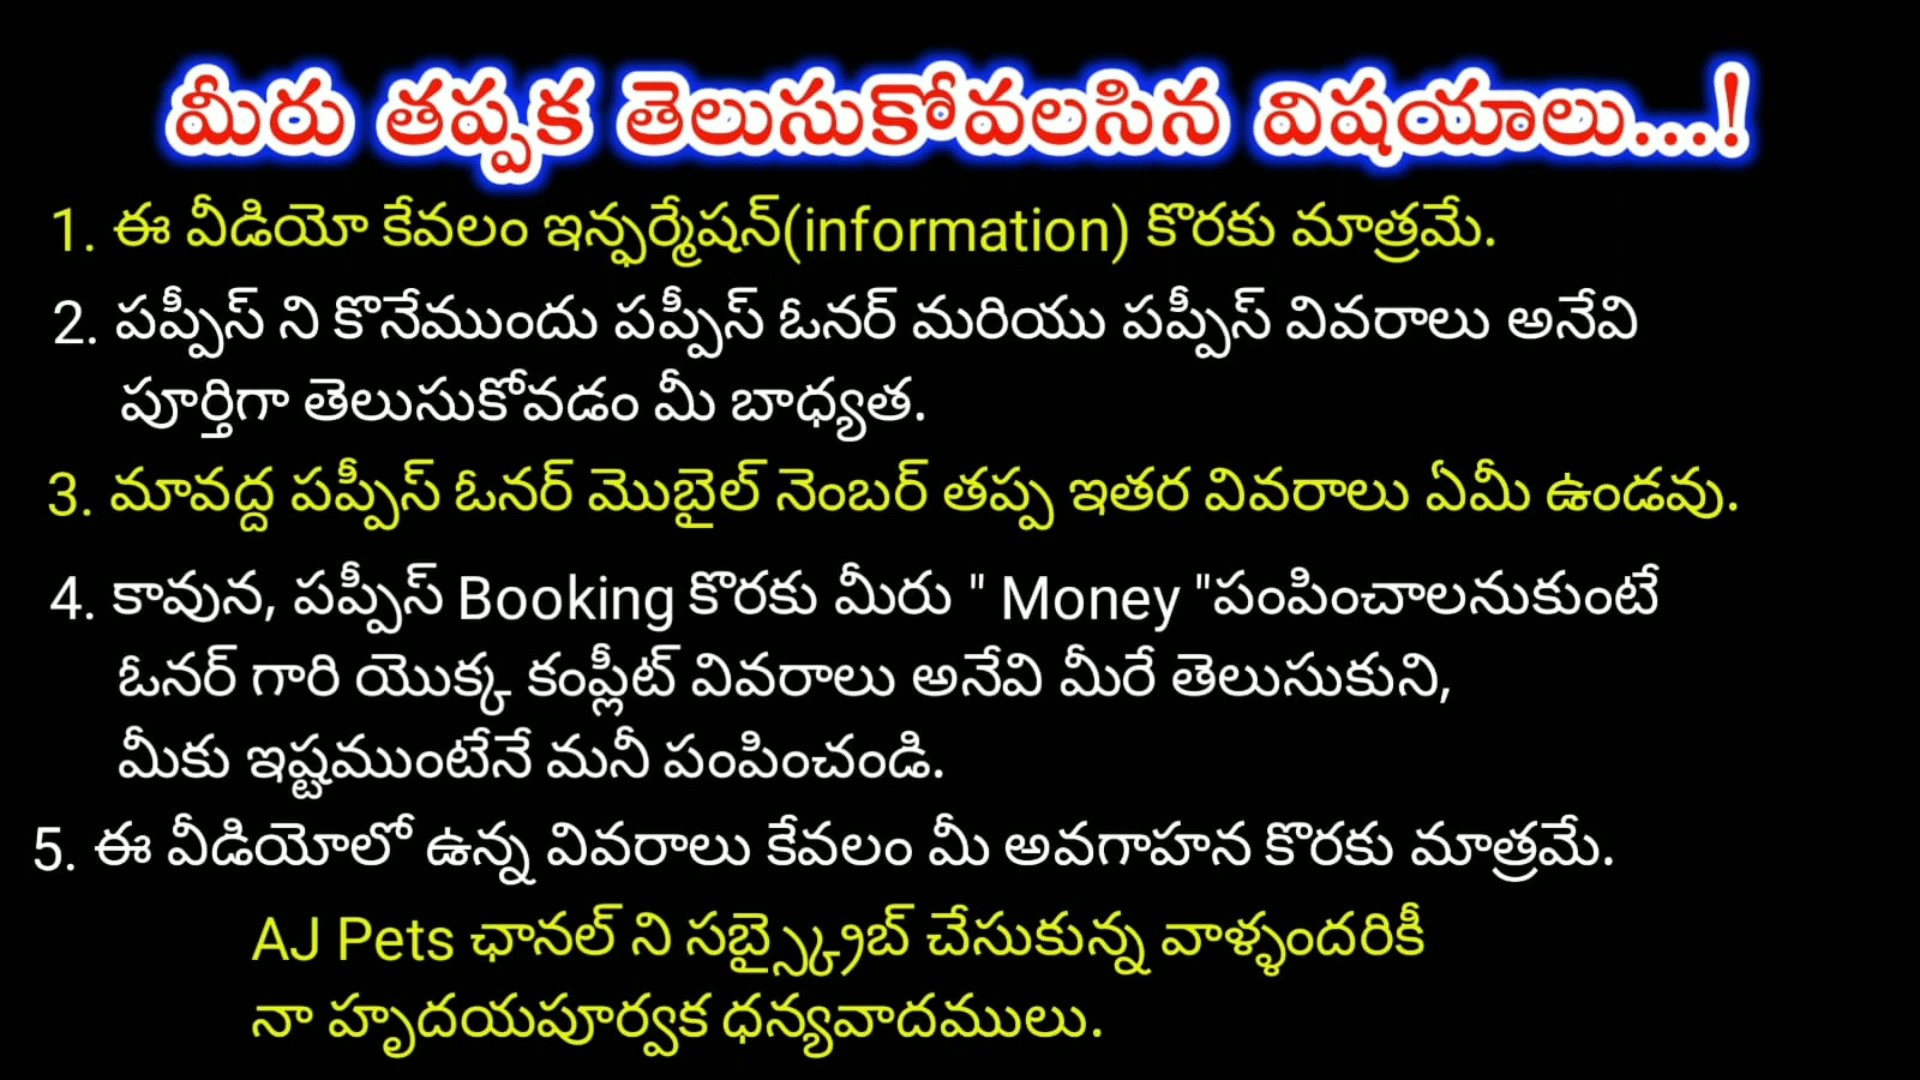 మీరు తప్పక తెలుసుకోవలసిన విషయాలు...!
1. ఈ వీడియో కేవలం ఇన్ఫర్మేషన్(information) కొరకు మాత్రమే.
2. పప్పీస్ ని కొనేముందు పప్పీస్ ఓనర్ మరియు పప్పీస్ వివరాలు అనేవి
పూర్తిగా తెలుసుకోవడం మీ బాధ్యత.
3. మావద్ద పప్పీస్ ఓనర్ మొబైల్ నెంబర్ తప్ప ఇతర వివరాలు ఏమీ ఉండవు.
4. కావున, పప్పీస్ Booking కొరకు మీరు " Money "పంపించాలనుకుంటే
ఓనర్ గారి యొక్క కంప్లీట్ వివరాలు అనేవి మీరే తెలుసుకుని,
మీకు ఇష్టముంటేనే మనీ పంపించండి.
5. ఈ వీడియోలో ఉన్న వివరాలు కేవలం మీ అవగాహన కొరకు మాత్రమే.
AJ Pets ఛానల్ ని సబ్స్క్రైబ్ చేసుకున్న వాళ్ళందరికీ
నా హృదయపూర్వక ధన్యవాదములు.